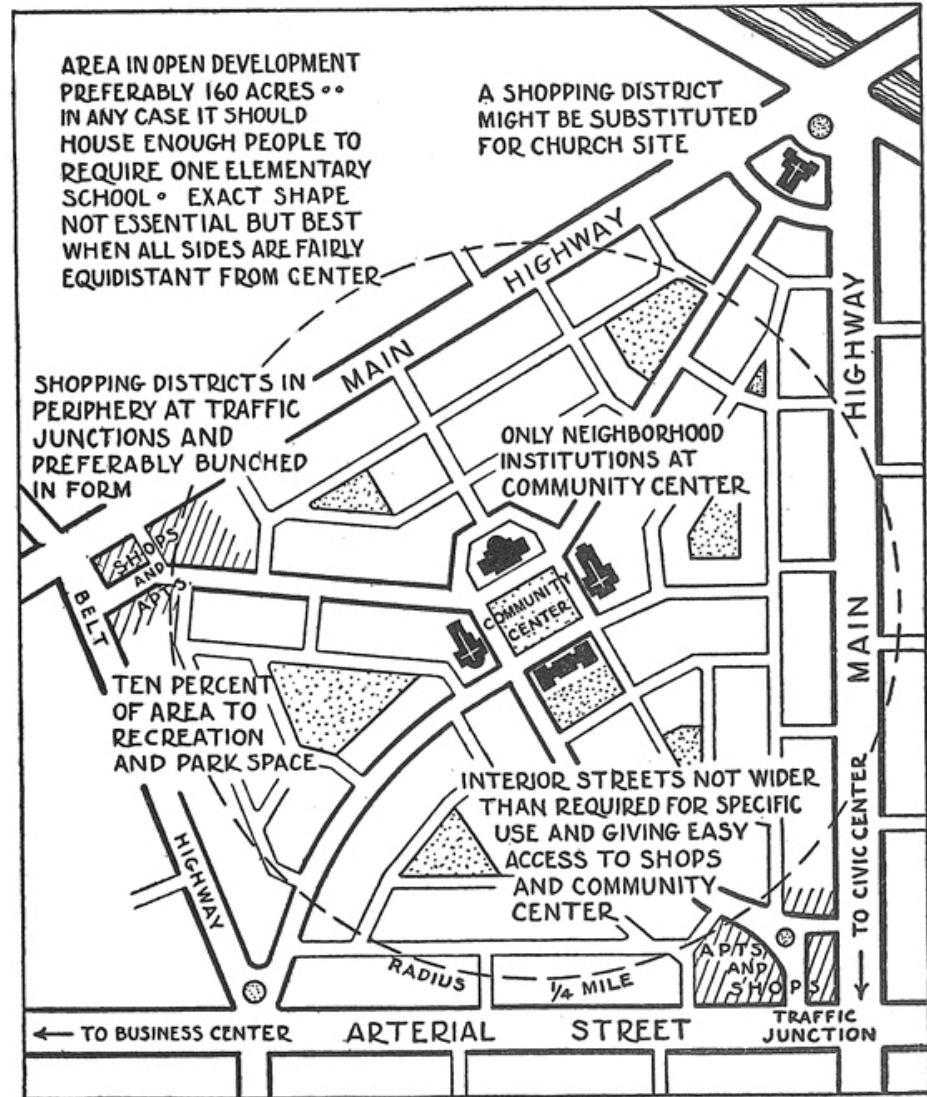 AREA IN OPEN DEVELOPMENT
PREFERABLY 160 ACRES • •
IN ANY CASE IT SHOULD
HOUSE ENOUGH PEOPLE TO
REQUIRE ONE ELEMENTARY
SCHOOL • EXACT SHAPE
NOT ESSENTIAL BUT BEST
WHEN ALL SIDES ARE FAIRLY
EQUIDISTANT FROM CENTER
A SHOPPING DISTRICT
MIGHT BE SUBSTITUTED
FOR CHURCH SITE
MAIN HIGHWAY
SHOPPING DISTRICTS IN
PERIPHERY AT TRAFFIC
JUNCTIONS AND
PREFERABLY BUNCHED
IN FORM
ONLY NEIGHBORHOOD
INSTITUTIONS AT
COMMUNITY CENTER
MAIN HIGHWAY
SHOPS
AND
APTS
BELT
HIGHWAY
COMMUNITY
CENTER
TEN PERCENT
OF AREA TO
RECREATION
AND PARK SPACE
INTERIOR STREETS NOT WIDER
THAN REQUIRED FOR SPECIFIC
USE AND GIVING EASY
ACCESS TO SHOPS
AND COMMUNITY
CENTER
TO CIVIC CENTER
RADIUS 1/4 MILE
APTS
AND
SHOPS
← TO BUSINESS CENTER
ARTERIAL STREET
TRAFFIC
JUNCTION